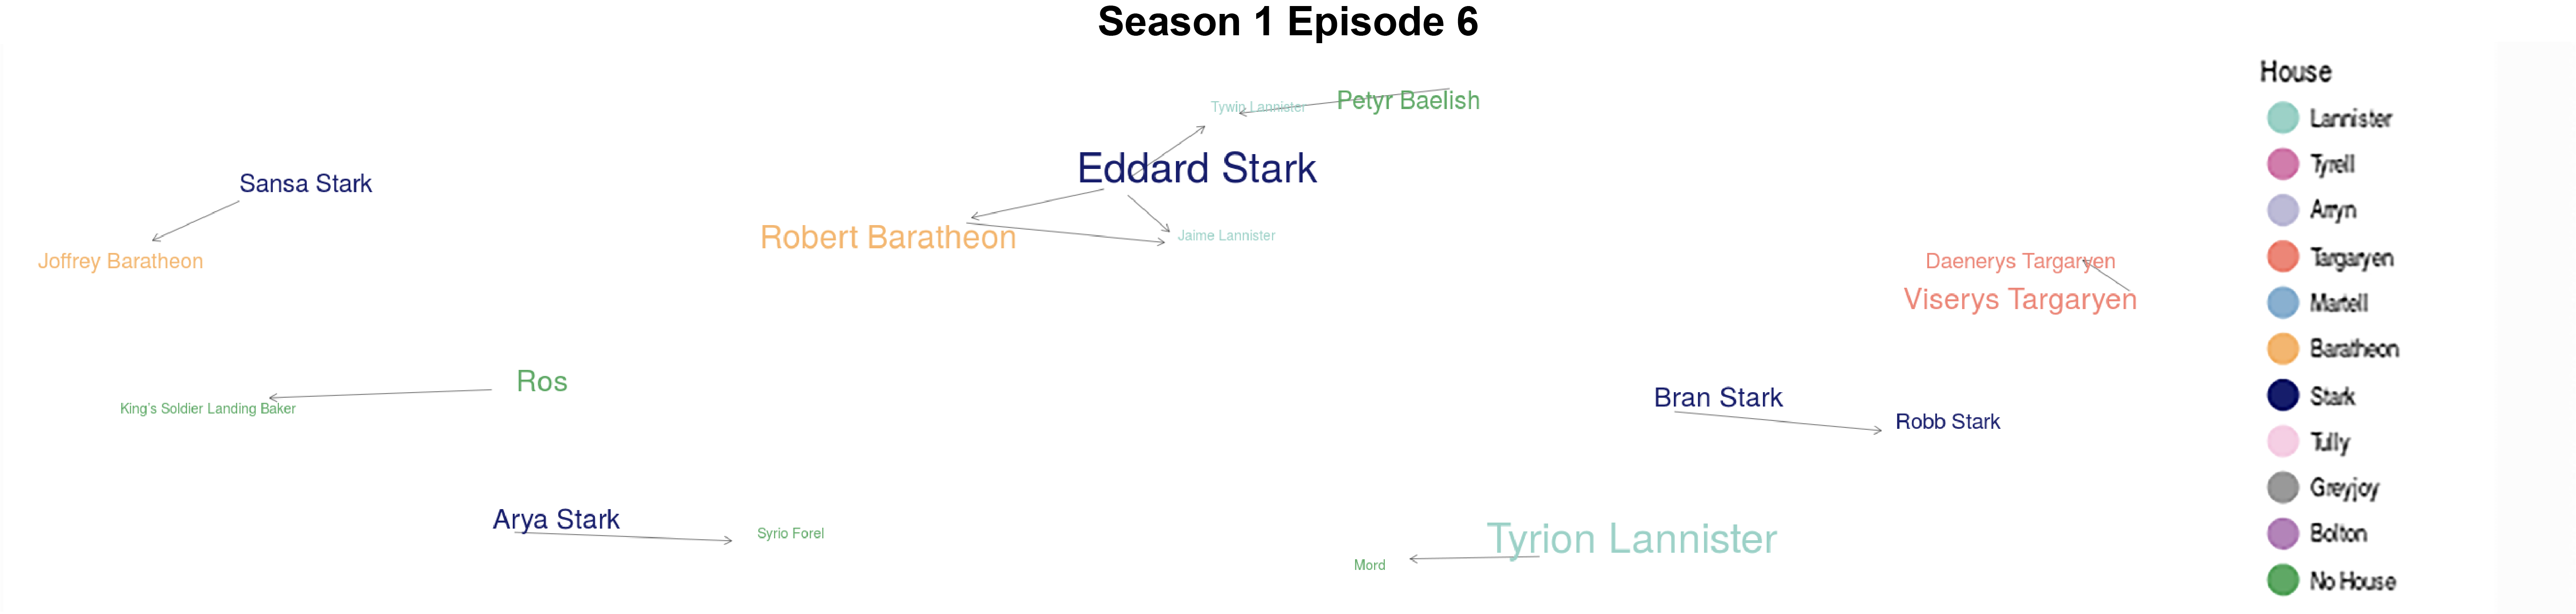 Season 1 Episode 6
Tywin Lannister
Petyr Baelish
Eddard Stark
Sansa Stark
Robert Baratheon
Jaime Lannister
Joffrey Baratheon
Daenerys Targaryen
Viserys Targaryen
Ros
King's Soldier Landing Baker
Bran Stark
Robb Stark
Arya Stark
Syrio Forel
Tyrion Lannister
Mord
House
Lannister
Tyrell
Arryn
Targaryen
Martell
Baratheon
Stark
Tully
Greyjoy
Bolton
No House